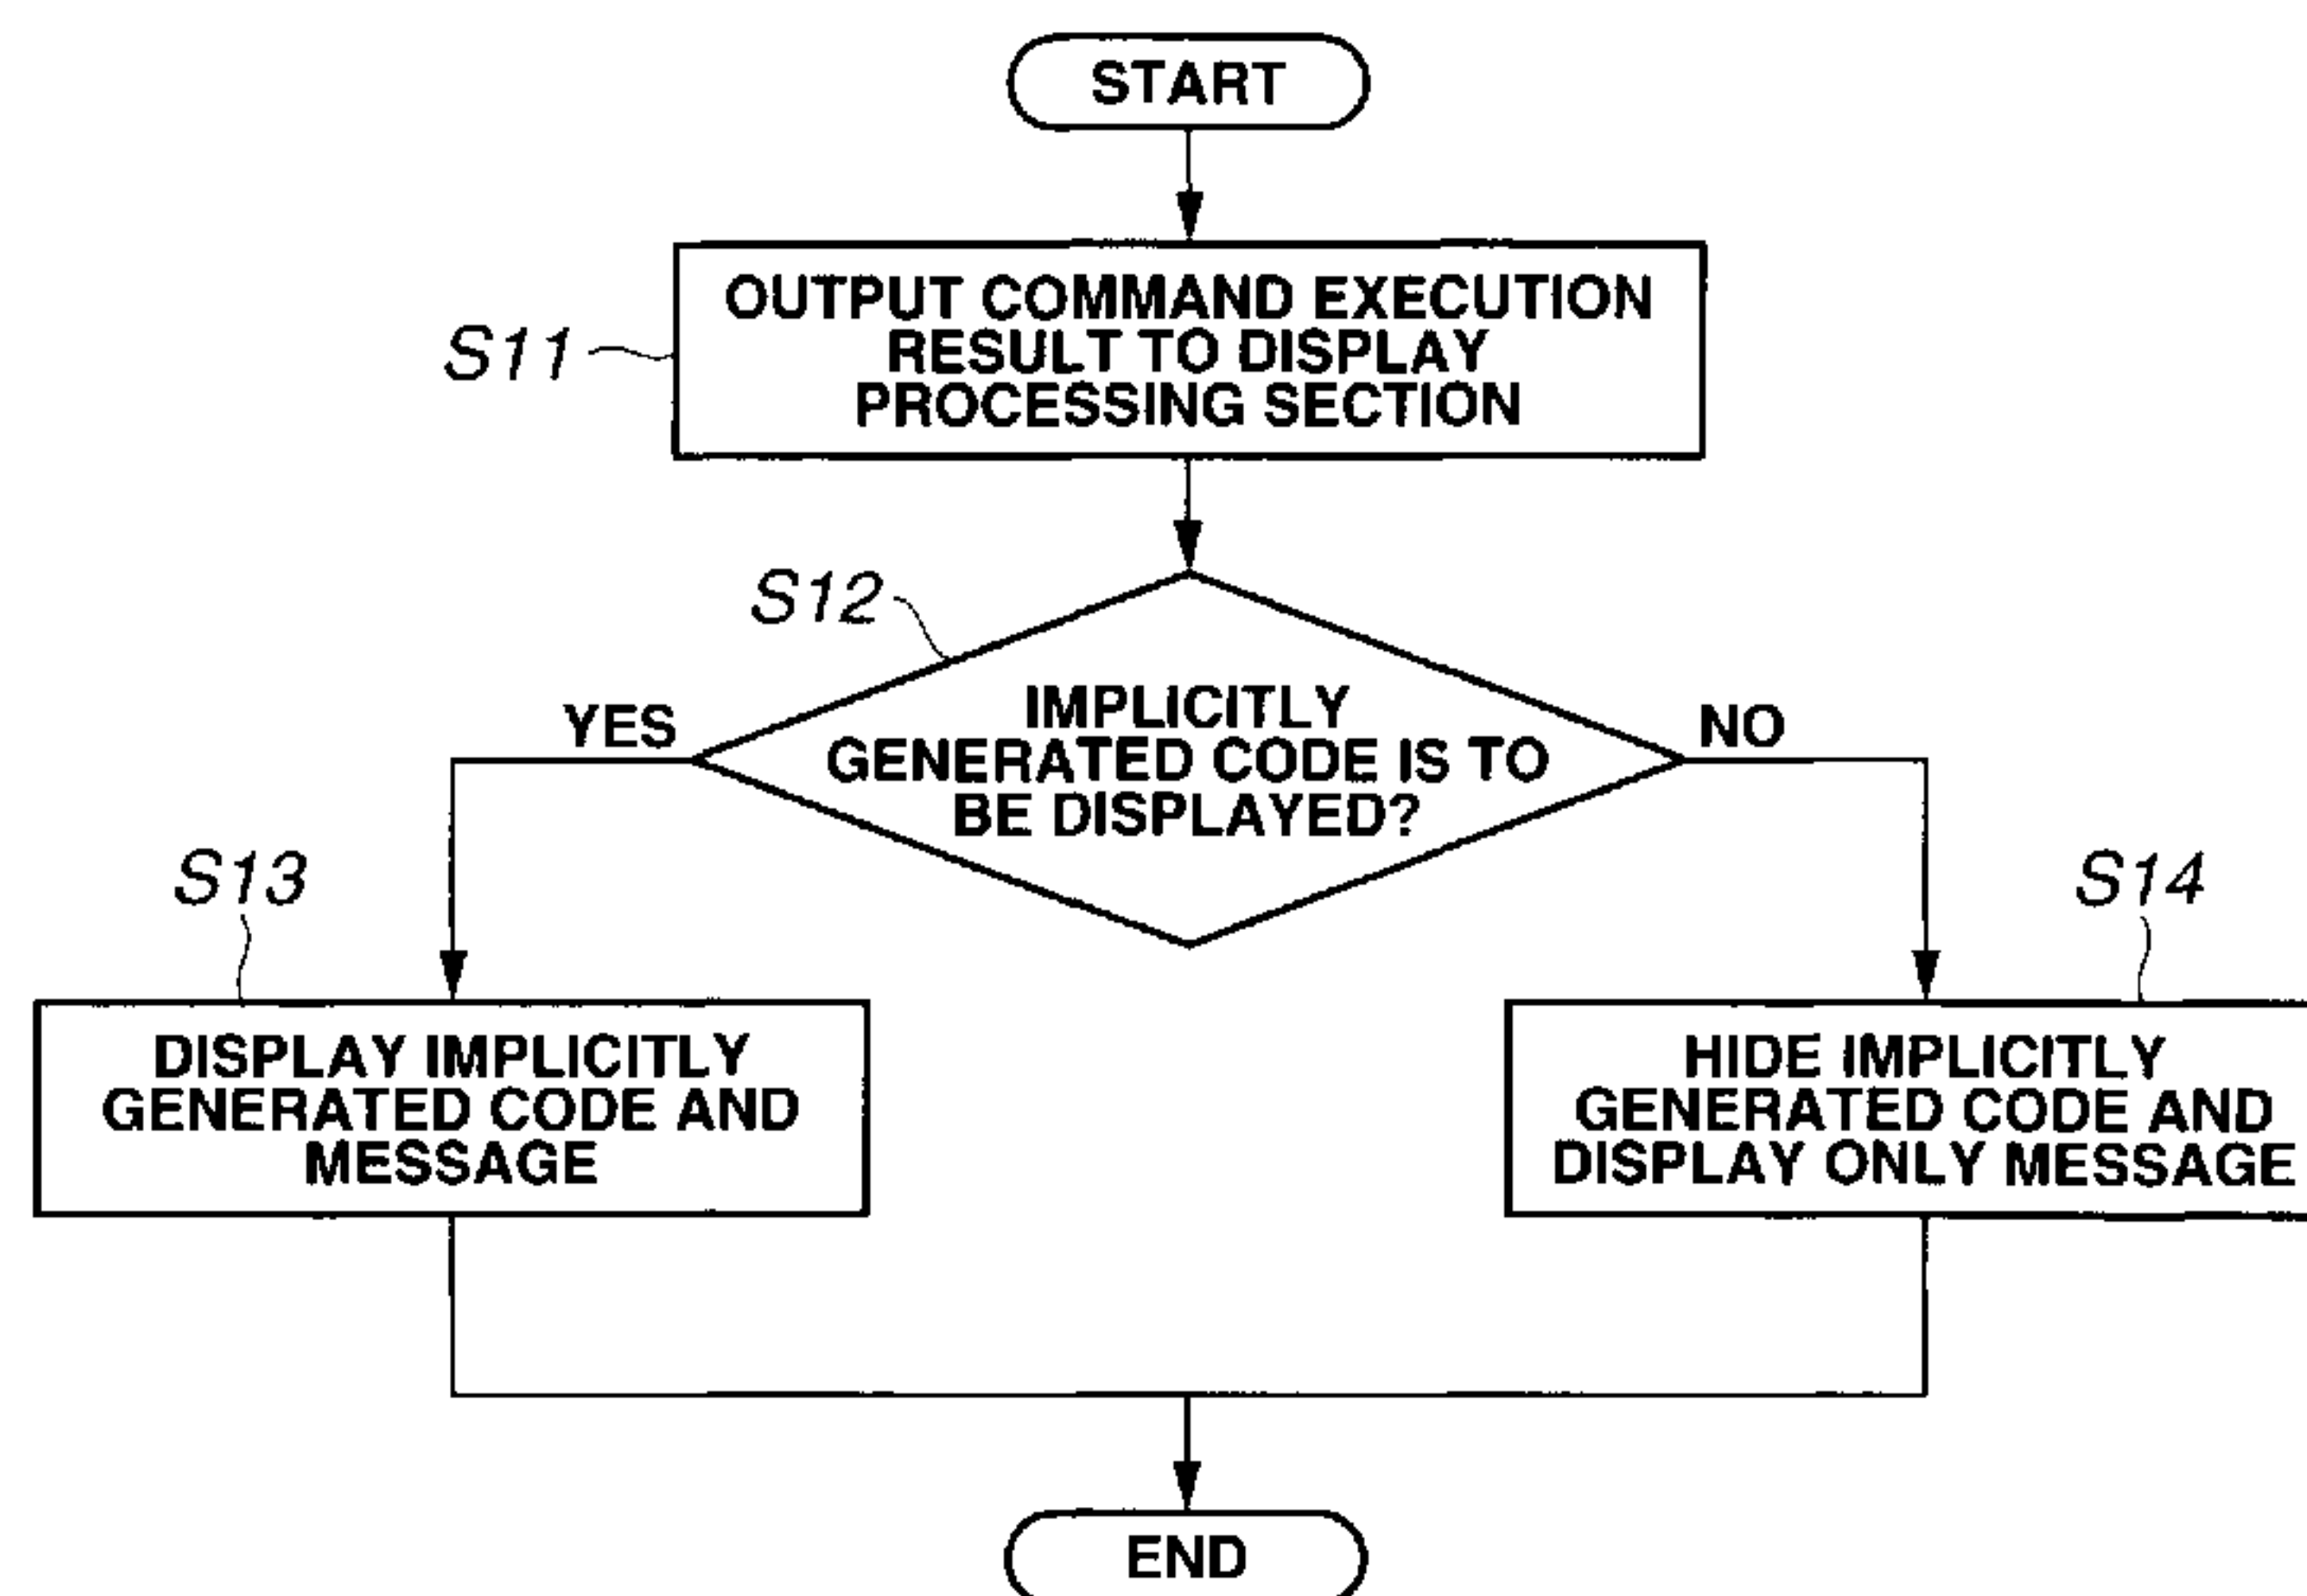 START
S11
OUTPUT COMMAND EXECUTION
RESULT TO DISPLAY
PROCESSING SECTION
S12
IMPLICITLY
GENERATED CODE IS TO
BE DISPLAYED?
YES
NO
S13
DISPLAY IMPLICITLY
GENERATED CODE AND
MESSAGE
S14
HIDE IMPLICITLY
GENERATED CODE AND
DISPLAY ONLY MESSAGE
END